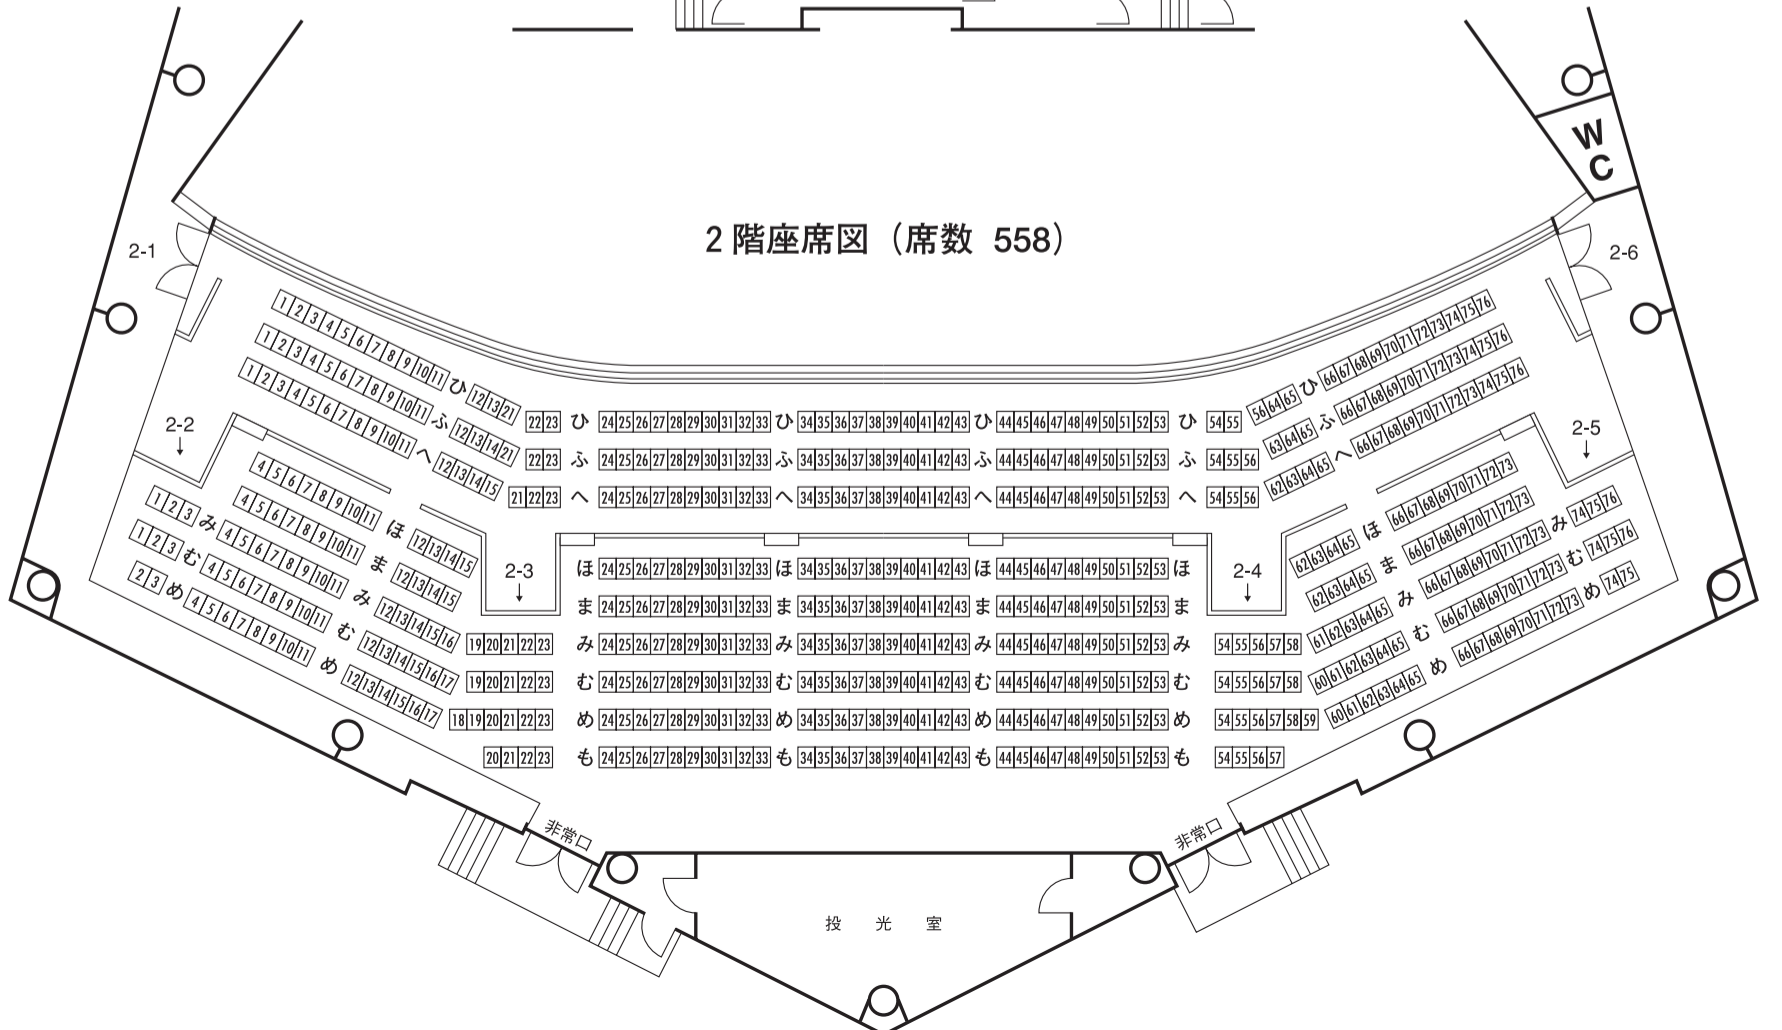 W
C
2階座席図（席数 558）
2-1
2-6
2-2
2-5
1 2 3 4 5 6 7 8 9 10 11 ひ 12 13 21 22 23 ひ 24 25 26 27 28 29 30 31 32 33 ひ 34 35 36 37 38 39 40 41 42 43 ひ 44 45 46 47 48 49 50 51 52 53 ひ 54 55 56 64 65 ひ 66 67 68 69 70 71 72 73 74 75 76
1 2 3 4 5 6 7 8 9 10 11 ふ 12 13 14 21 22 23 ふ 24 25 26 27 28 29 30 31 32 33 ふ 34 35 36 37 38 39 40 41 42 43 ふ 44 45 46 47 48 49 50 51 52 53 ふ 54 55 56 63 64 65 ふ 66 67 68 69 70 71 72 73 74 75 76
1 2 3 4 5 6 7 8 9 10 11 へ 12 13 14 15 21 22 23 へ 24 25 26 27 28 29 30 31 32 33 へ 34 35 36 37 38 39 40 41 42 43 へ 44 45 46 47 48 49 50 51 52 53 へ 54 55 56 62 63 64 65 へ 66 67 68 69 70 71 72 73 74 75 76
2-3
2-4
4 5 6 7 8 9 10 11 ほ 12 13 14 15 ほ 24 25 26 27 28 29 30 31 32 33 ほ 34 35 36 37 38 39 40 41 42 43 ほ 44 45 46 47 48 49 50 51 52 53 ほ 62 63 64 65 ほ 66 67 68 69 70 71 72 73
4 5 6 7 8 9 10 11 ま 12 13 14 15 ま 24 25 26 27 28 29 30 31 32 33 ま 34 35 36 37 38 39 40 41 42 43 ま 44 45 46 47 48 49 50 51 52 53 ま 62 63 64 65 ま 66 67 68 69 70 71 72 73
1 2 3 み 4 5 6 7 8 9 10 11 み 12 13 14 15 16 19 20 21 22 23 み 24 25 26 27 28 29 30 31 32 33 み 34 35 36 37 38 39 40 41 42 43 み 44 45 46 47 48 49 50 51 52 53 み 54 55 56 57 58 61 62 63 64 65 み 66 67 68 69 70 71 72 73 み 74 75 76
1 2 3 む 4 5 6 7 8 9 10 11 む 12 13 14 15 16 17 19 20 21 22 23 む 24 25 26 27 28 29 30 31 32 33 む 34 35 36 37 38 39 40 41 42 43 む 44 45 46 47 48 49 50 51 52 53 む 54 55 56 57 58 60 61 62 63 64 65 む 66 67 68 69 70 71 72 73 む 74 75 76
2 3 め 4 5 6 7 8 9 10 11 め 12 13 14 15 16 17 18 19 20 21 22 23 め 24 25 26 27 28 29 30 31 32 33 め 34 35 36 37 38 39 40 41 42 43 め 44 45 46 47 48 49 50 51 52 53 め 54 55 56 57 58 59 60 61 62 63 64 65 め 66 67 68 69 70 71 72 73 め 74 75
20 21 22 23 も 24 25 26 27 28 29 30 31 32 33 も 34 35 36 37 38 39 40 41 42 43 も 44 45 46 47 48 49 50 51 52 53 も 54 55 56 57
非常口
非常口
投 光 室